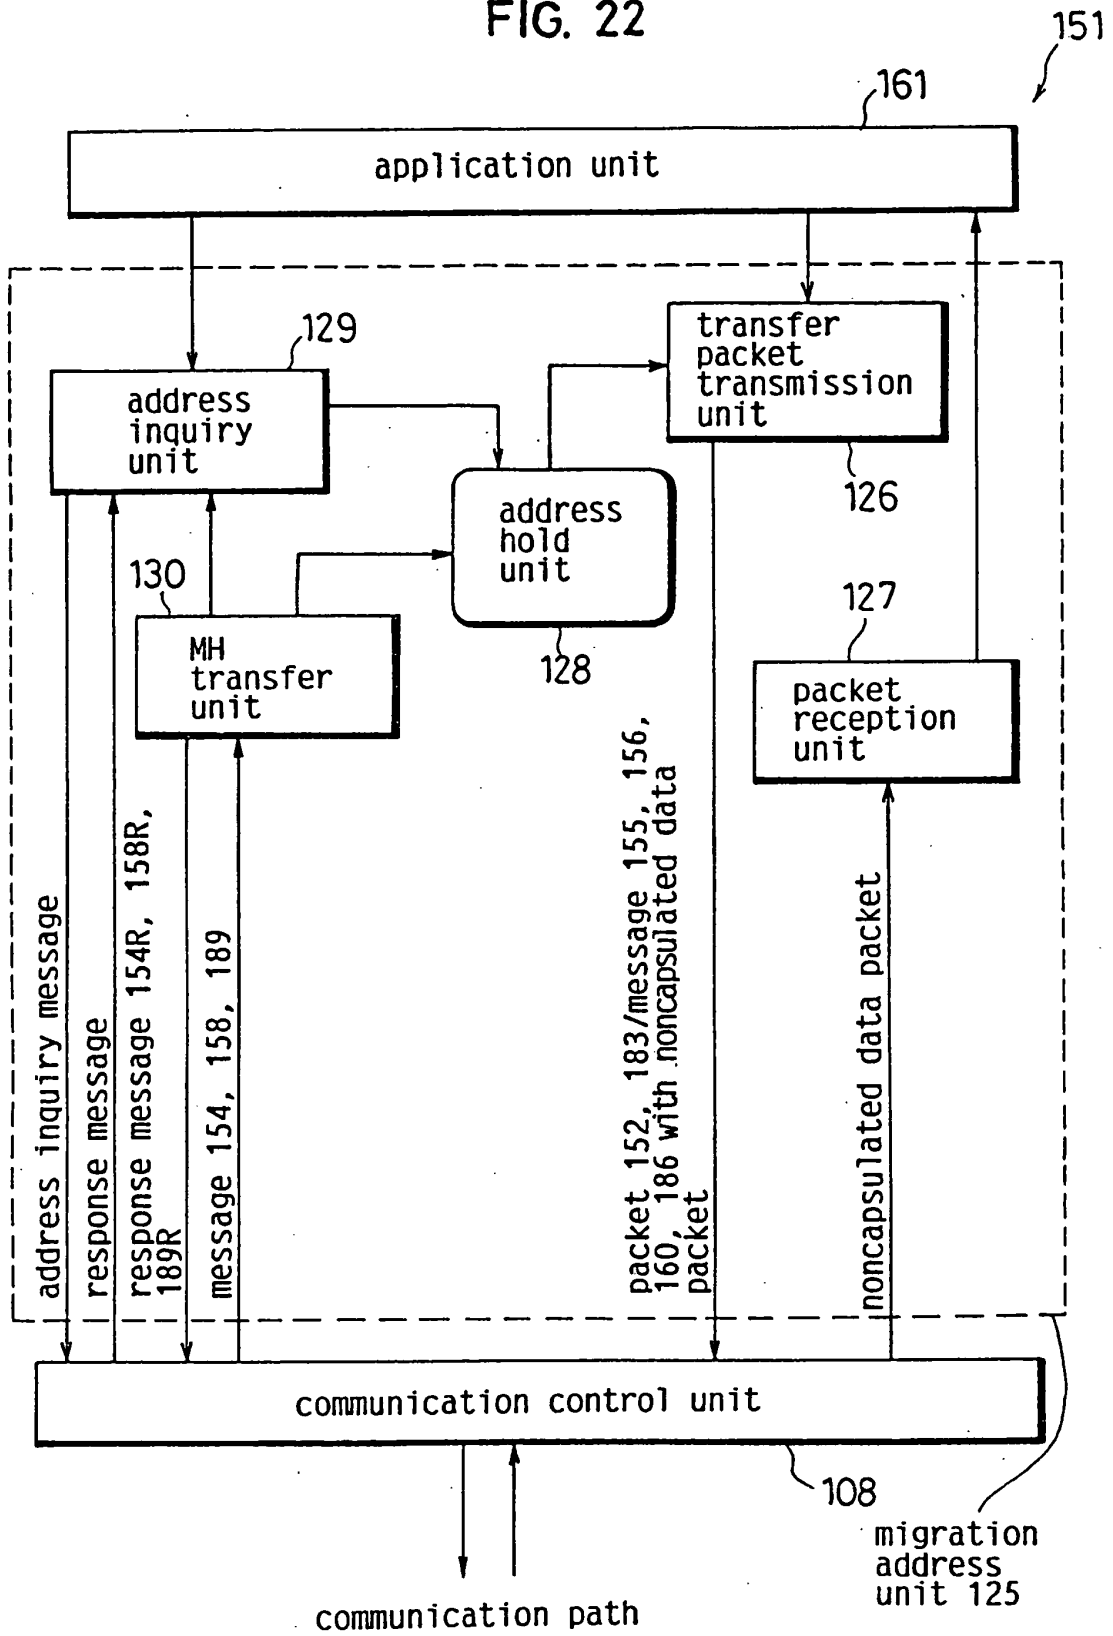 FIG. 22
151
161
application unit
129
address
inquiry
unit
transfer
packet
transmission
unit
126
address
hold
unit
128
130
MH
transfer
unit
127
packet
reception
unit
address inquiry message
response message
response message 154R, 158R,
189R
message 154, 158, 189
packet 152, 183/message 155, 156,
160, 186 with noncapsulated data
packet
noncapsulated data packet
communication control unit
108
migration
address
unit 125
communication path